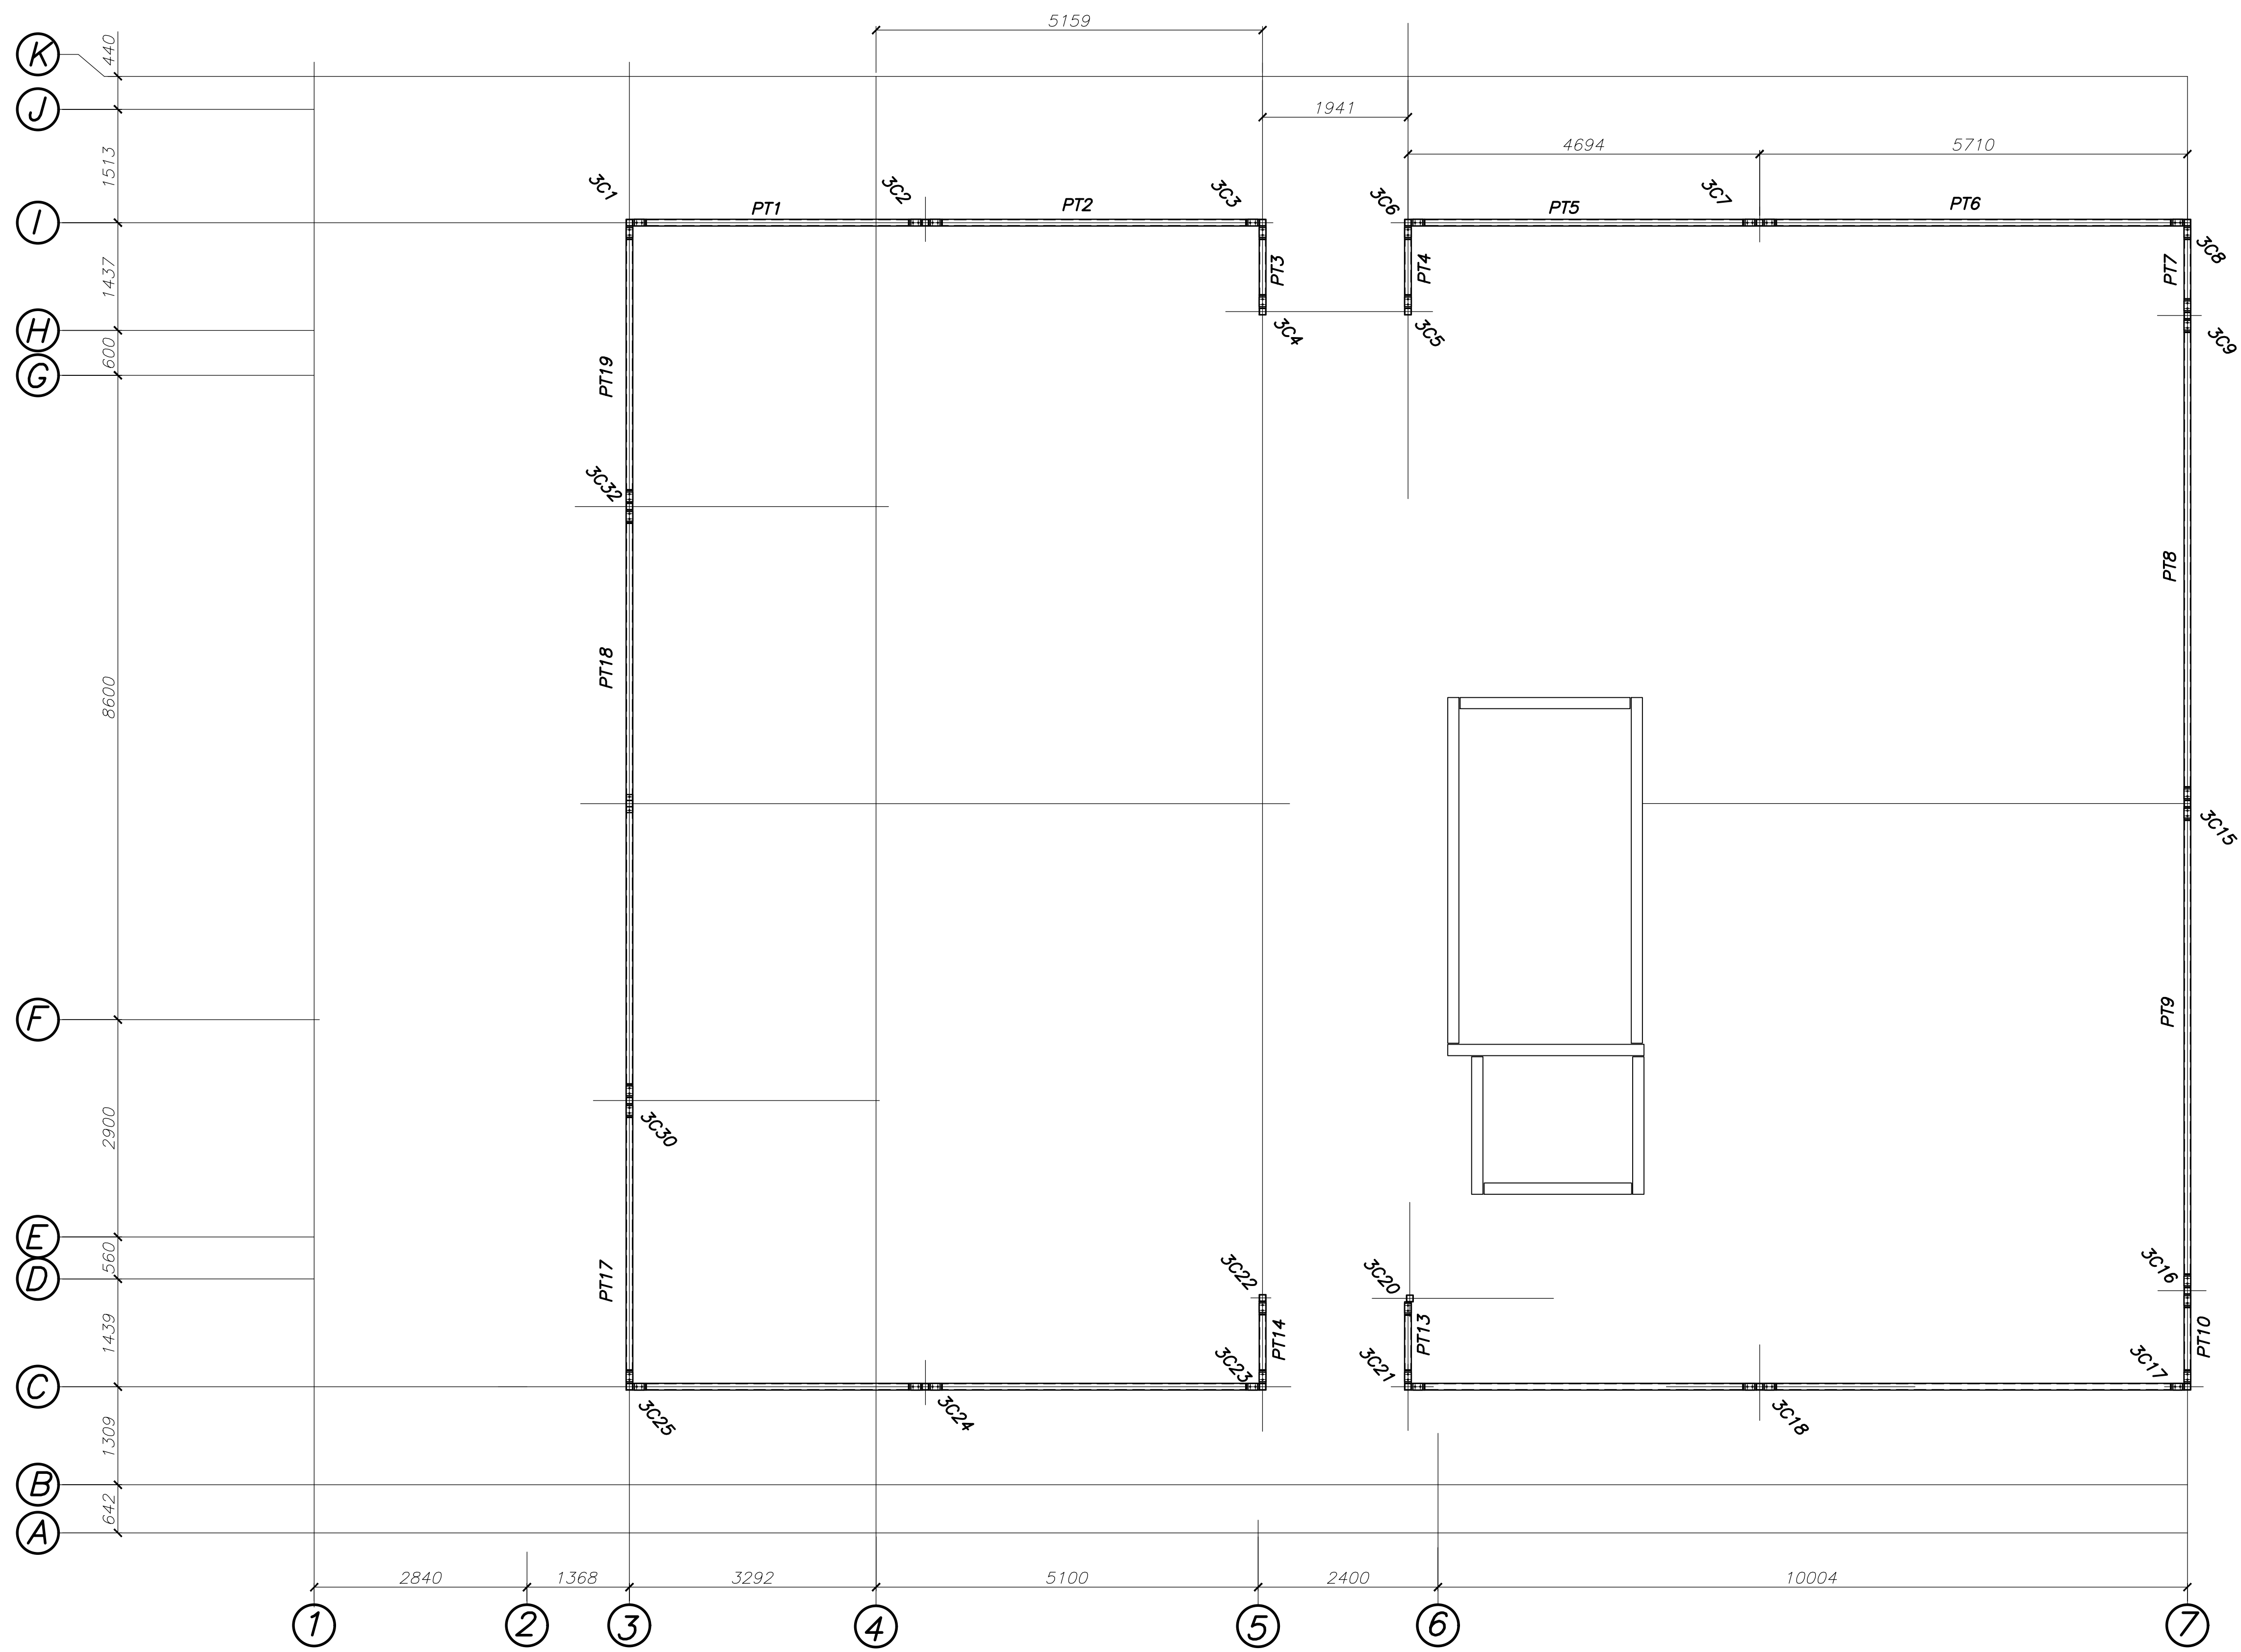 5159
K
440
J
1941
4694
5710
1513
3C1
3C2
3C3
3C6
3C7
PT1
PT2
PT5
PT6
I
3C8
1437
PT3
PT4
PT7
H
3C4
3C5
3C9
600
G
PT19
3C32
PT8
8600
PT18
3C15
F
PT9
2900
3C30
E
560
D
3C22
3C20
3C16
PT17
1439
PT14
PT13
PT10
3C23
3C21
3C17
C
3C25
3C24
3C18
1309
B
642
A
2840
1368
3292
5100
2400
10004
1
2
3
4
5
6
7